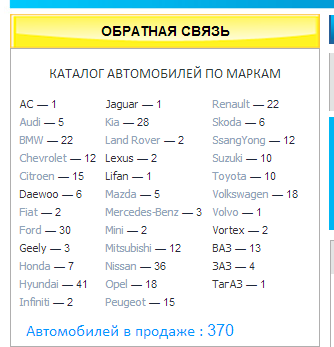 ОБРАТНАЯ СВЯЗЬ
КАТАЛОГ АВТОМОБИЛЕЙ ПО МАРКАМ
AC — 1
Audi — 5
BMW — 22
Chevrolet — 12
Citroen — 15
Daewoo — 6
Fiat — 2
Ford — 30
Geely — 3
Honda — 7
Hyundai — 41
Infiniti — 2
Jaguar — 1
Kia — 28
Land Rover — 2
Lexus — 2
Lifan — 1
Mazda — 5
Mercedes-Benz — 3
Mini — 2
Mitsubishi — 12
Nissan — 36
Opel — 18
Peugeot — 15
Renault — 22
Skoda — 6
SsangYong — 12
Suzuki — 10
Toyota — 10
Volkswagen — 18
Volvo — 1
Vortex — 2
ВАЗ — 13
ЗАЗ — 4
ТагАЗ — 1
Автомобилей в продаже : 370